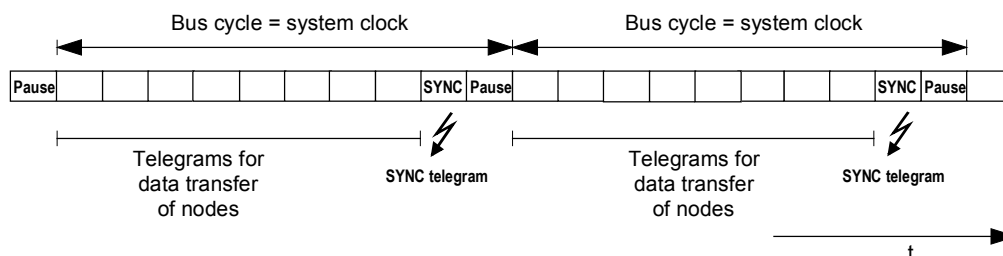 Bus cycle = system clock
Bus cycle = system clock
Pause SYNC Pause SYNC Pause
Telegrams for
data transfer
of nodes
SYNC telegram
Telegrams for
data transfer
of nodes
SYNC telegram
t